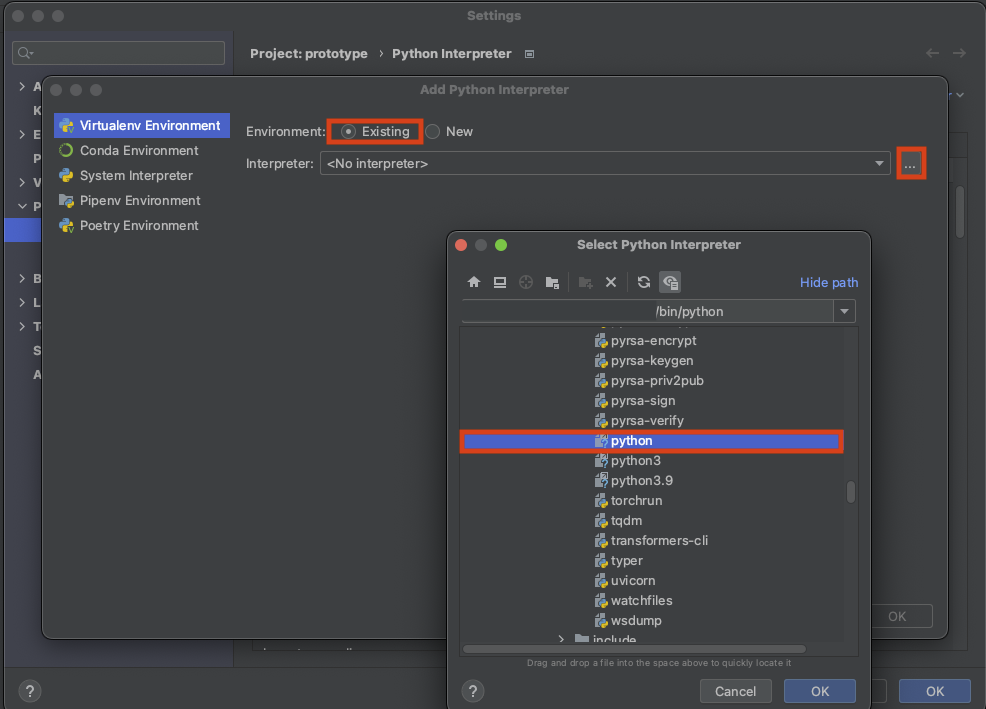 Settings
Project: prototype › Python Interpreter
A
K
E
P
V
P
B
L
S
A
Add Python Interpreter
Virtualenv Environment
Conda Environment
System Interpreter
Pipenv Environment
Poetry Environment
Environment: Existing New
Interpreter: <No interpreter> ...
OK
Select Python Interpreter
Hide path
/bin/python
pyrsa-encrypt
pyrsa-keygen
pyrsa-priv2pub
pyrsa-sign
pyrsa-verify
python
python3
python3.9
torchrun
tqdm
transformers-cli
typer
uvicorn
watchfiles
wsdump
include
Drag and drop a file into the space above to quickly locate it
? Cancel OK
? OK